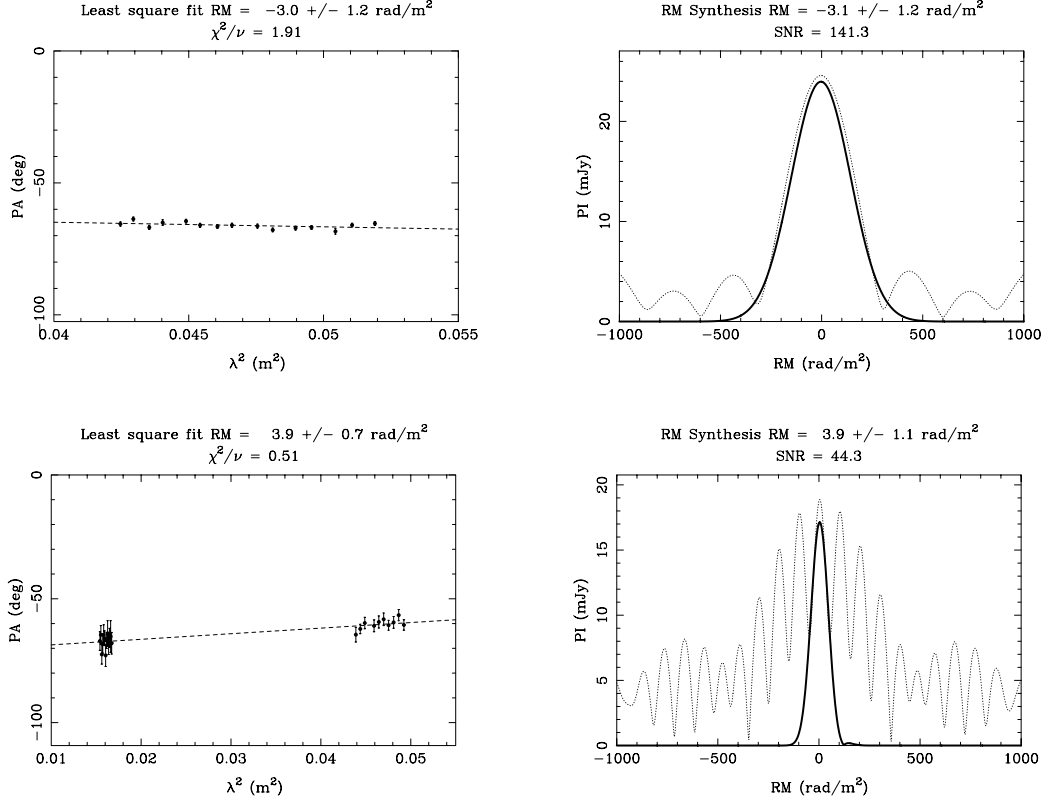 Least square fit RM = −3.0 +/− 1.2 rad/m²
χ²/ν = 1.91
0
−50
−100
PA (deg)
0.04 0.045 0.05 0.055
λ² (m²)
RM Synthesis RM = −3.1 +/− 1.2 rad/m²
SNR = 141.3
20
10
0
PI (mJy)
−1000 −500 0 500 1000
RM (rad/m²)
Least square fit RM = 3.9 +/− 0.7 rad/m²
χ²/ν = 0.51
0
−50
−100
PA (deg)
0.01 0.02 0.03 0.04 0.05
λ² (m²)
RM Synthesis RM = 3.9 +/− 1.1 rad/m²
SNR = 44.3
20
15
10
5
0
PI (mJy)
−1000 −500 0 500 1000
RM (rad/m²)